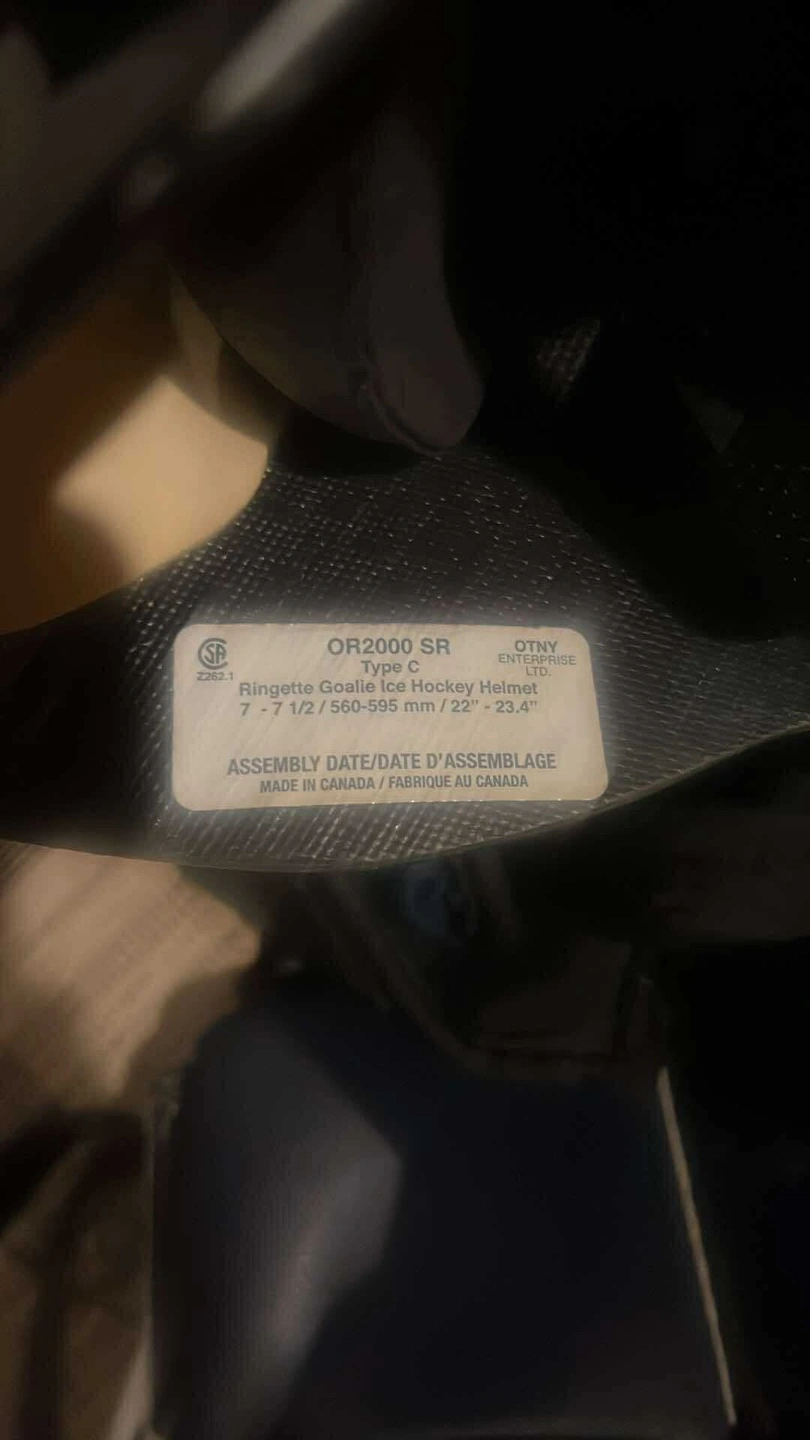 CSA
Z262.1
OR2000 SR
OTNY
ENTERPRISE
LTD.
Type C
Ringette Goalie Ice Hockey Helmet
7 - 7 1/2 / 560-595 mm / 22" - 23.4"
ASSEMBLY DATE/DATE D'ASSEMBLAGE
MADE IN CANADA / FABRIQUE AU CANADA